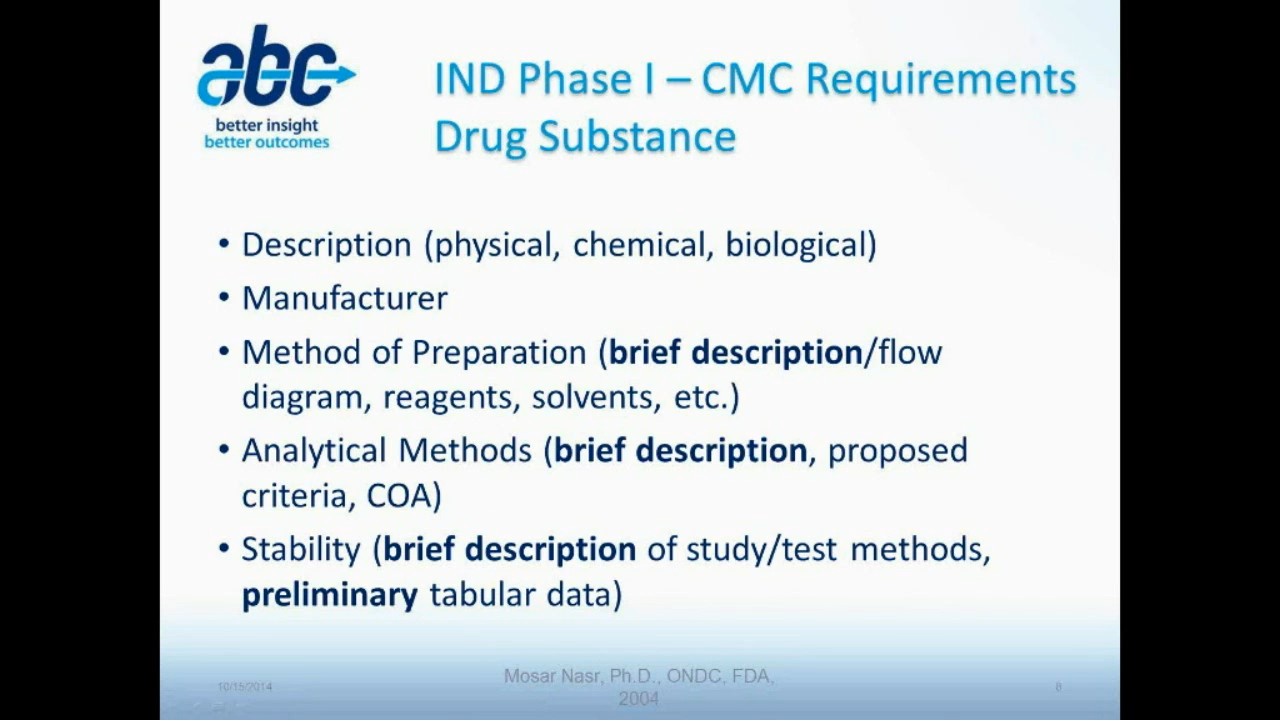 abc
better insight
better outcomes
IND Phase I – CMC Requirements
Drug Substance
• Description (physical, chemical, biological)
• Manufacturer
• Method of Preparation (brief description/flow
diagram, reagents, solvents, etc.)
• Analytical Methods (brief description, proposed
criteria, COA)
• Stability (brief description of study/test methods,
preliminary tabular data)
10/15/2014
Mosar Nasr, Ph.D., ONDC, FDA,
2004
8